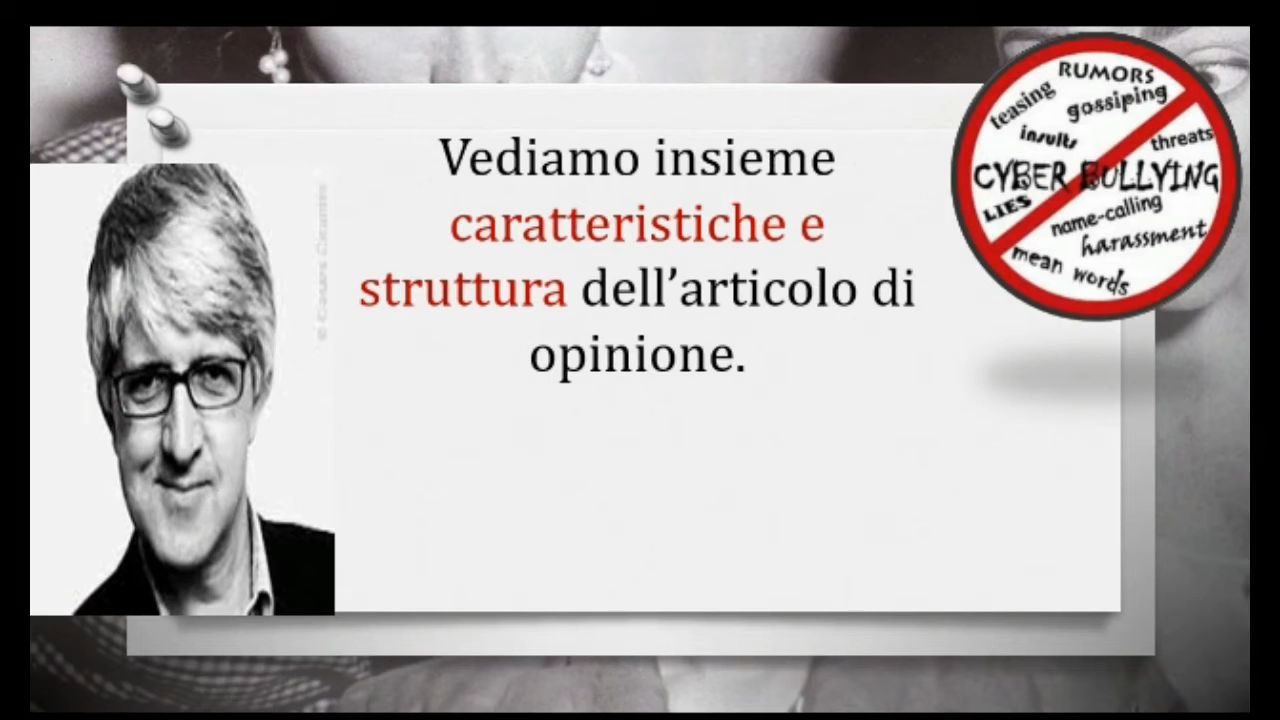 Vediamo insieme
caratteristiche e
struttura dell'articolo di
opinione.
RUMORS
teasing
gossiping
insults
threats
CYBER BULLYING
LIES
name-calling
harassment
mean words